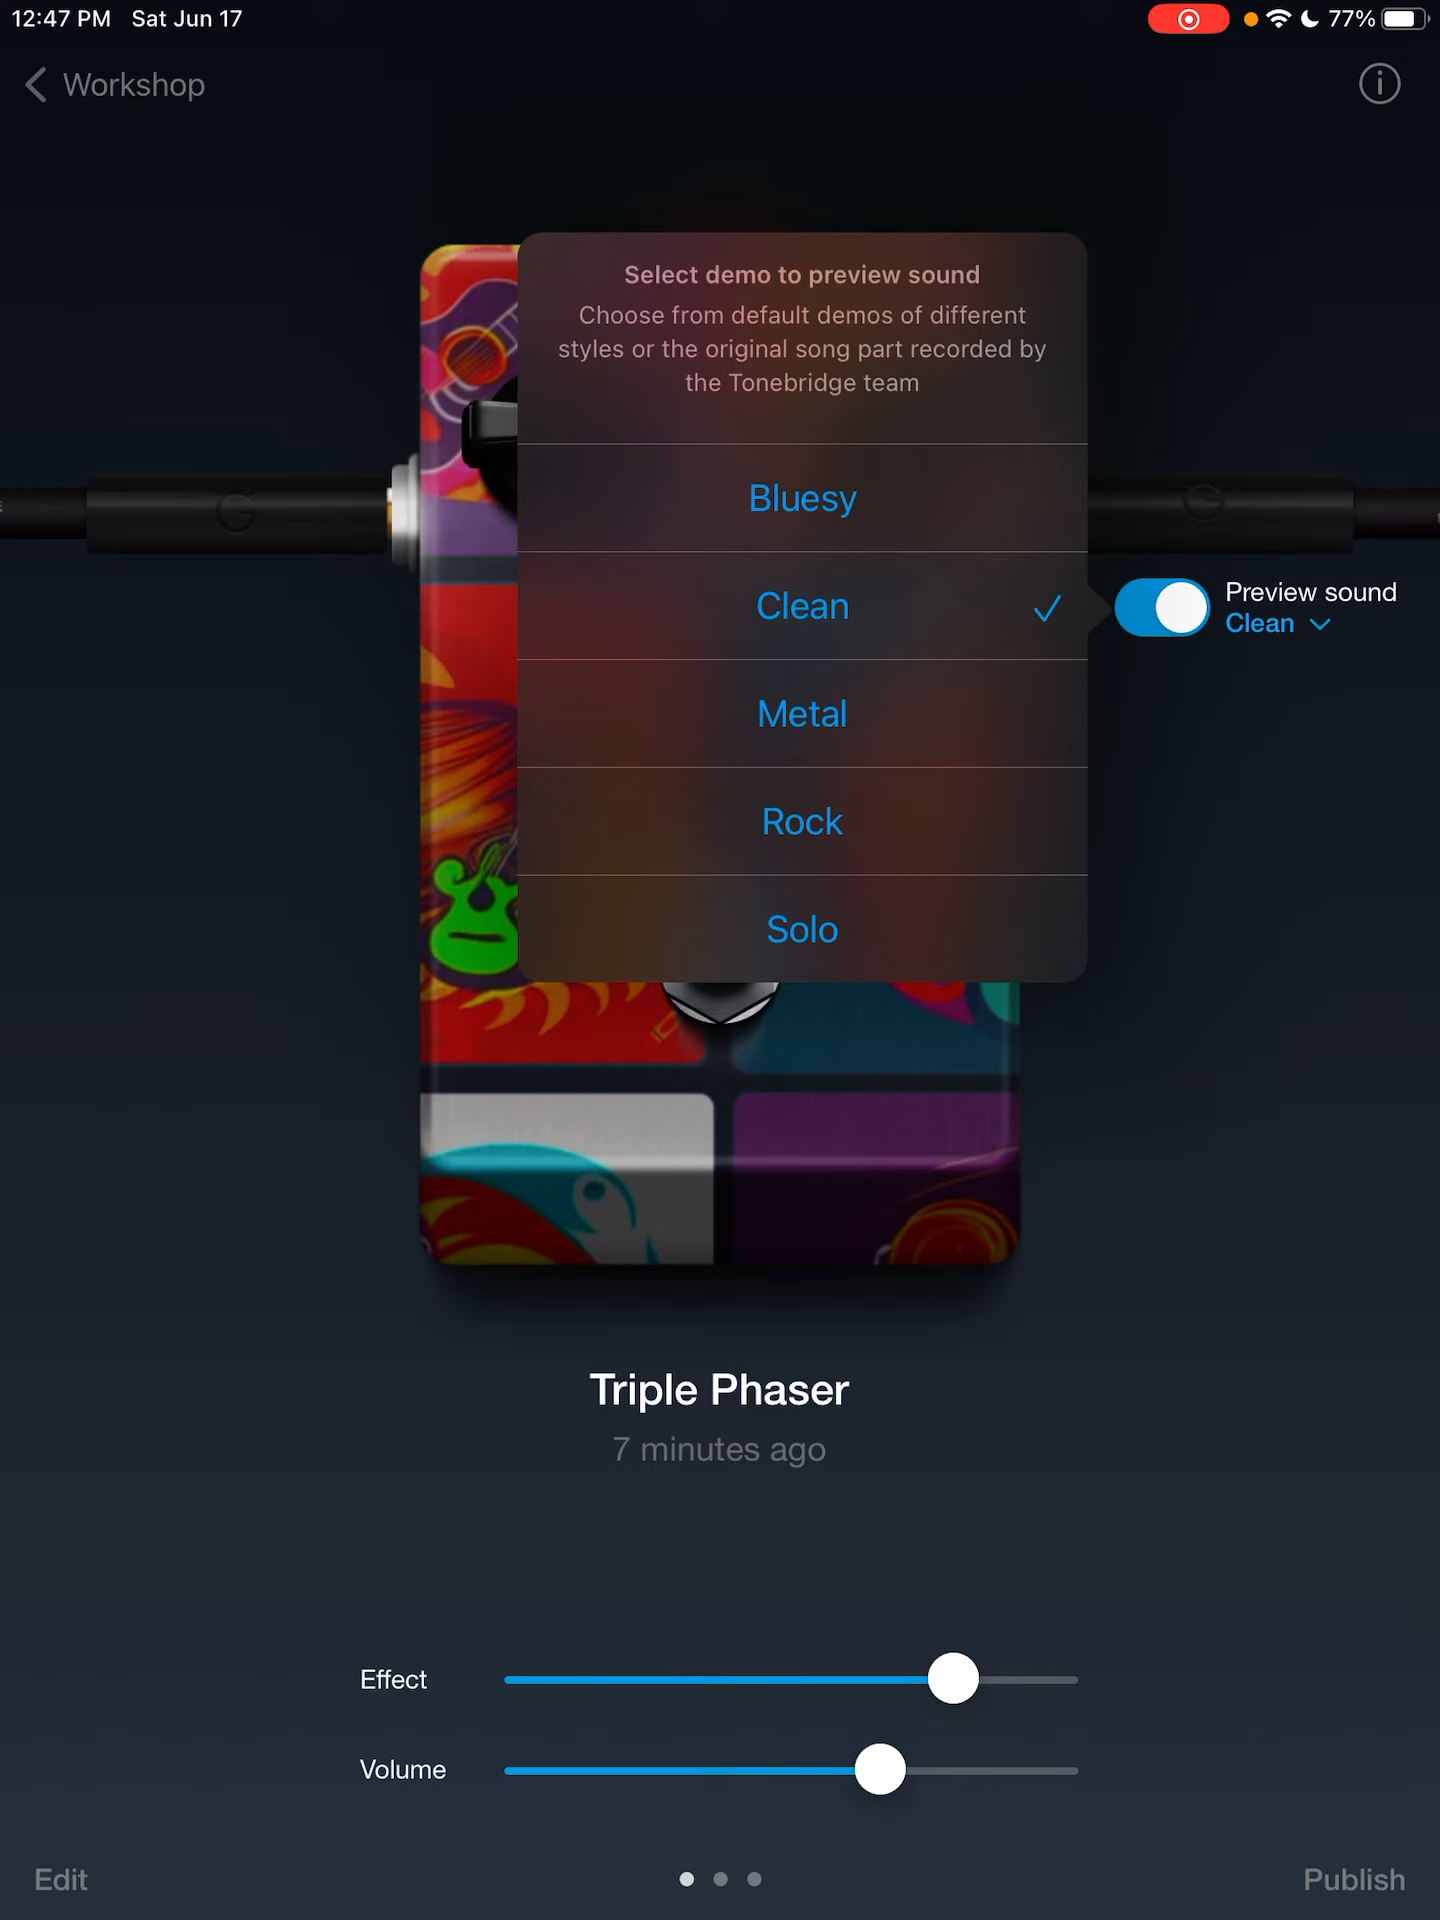 12:47 PM Sat Jun 17
77%
Workshop
Select demo to preview sound
Choose from default demos of different
styles or the original song part recorded by
the Tonebridge team
Bluesy
Clean
Metal
Rock
Solo
Preview sound
Clean
Triple Phaser
7 minutes ago
Effect
Volume
Edit
Publish